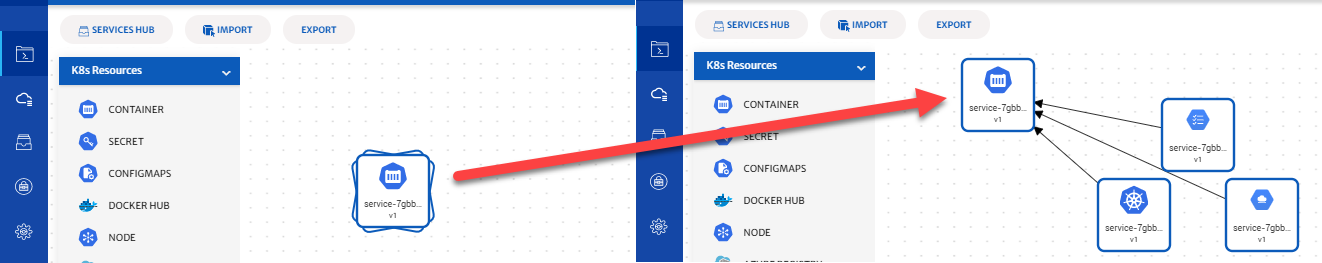 SERVICES HUB
IMPORT
EXPORT
K8s Resources
CONTAINER
SECRET
CONFIGMAPS
DOCKER HUB
NODE
service-7gbb...
v1
SERVICES HUB
IMPORT
EXPORT
K8s Resources
CONTAINER
SECRET
CONFIGMAPS
DOCKER HUB
NODE
service-7gbb...
v1
service-7gbb...
v1
service-7gbb...
v1
service-7gbb...
v1